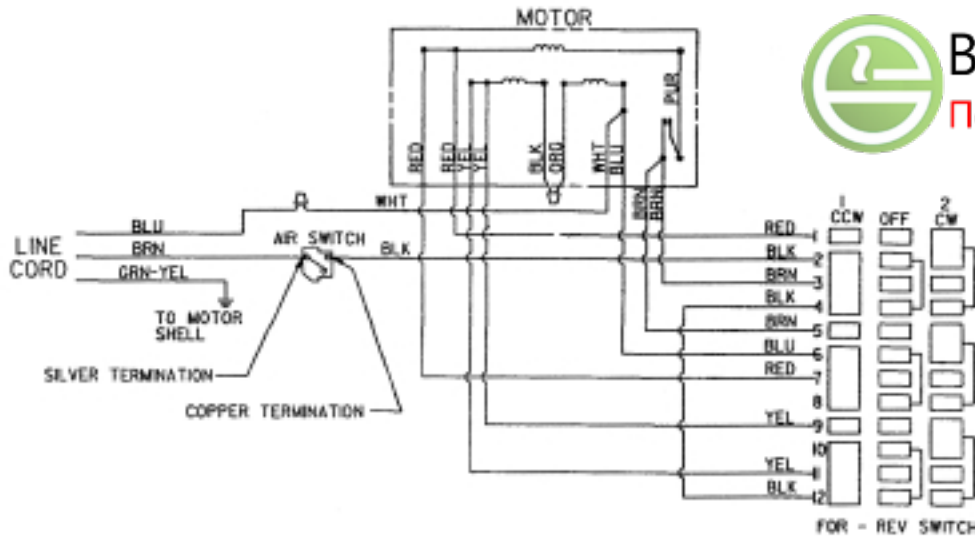 MOTOR
RED
RED
YEL
YEL
BLK
ORG
WHT
BLU
PUR
BRN
BRN
WHT
BLU
BRN
GRN-YEL
LINE
CORD
AIR SWITCH
BLK
TO MOTOR
SHELL
SILVER TERMINATION
COPPER TERMINATION
1
CCW
OFF
2
CW
RED 1
BLK 2
BRN 3
BLK 4
BRN 5
BLU 6
RED 7
8
YEL 9
10
YEL 11
BLK 12
FOR - REV SWITCH
В
П